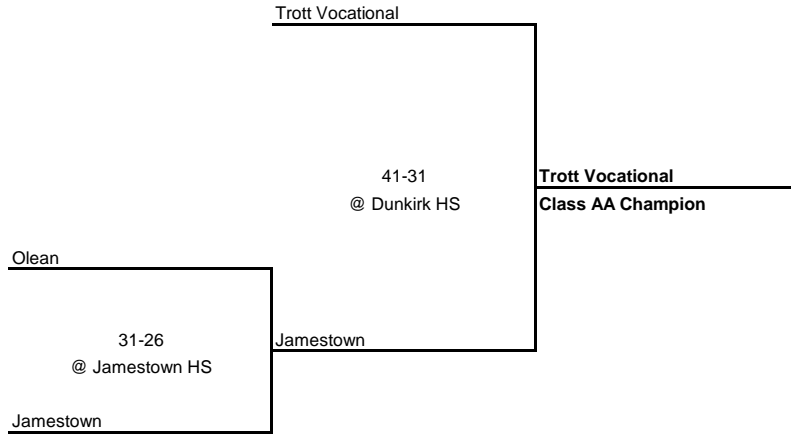 Trott Vocational
41-31
@ Dunkirk HS
Trott Vocational
Class AA Champion
Olean
31-26
@ Jamestown HS
Jamestown
Jamestown